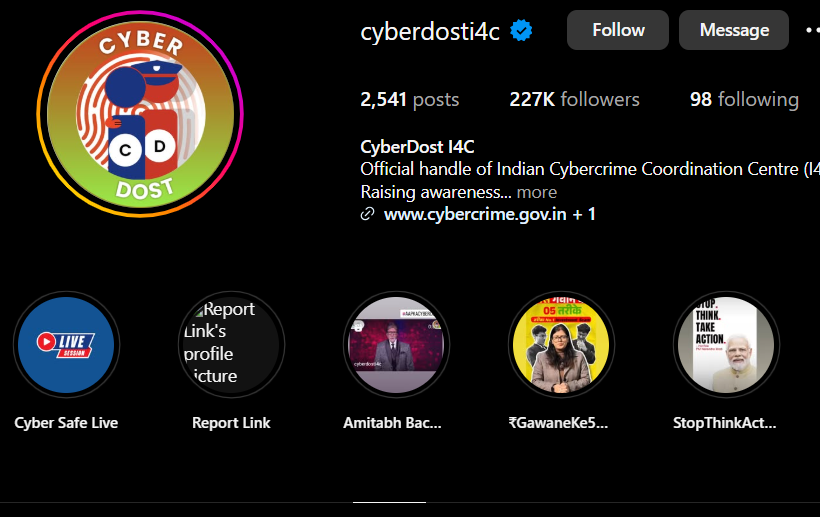 CYBER
C D
DOST
cyberdosti4c
Follow
Message
2,541 posts
227K followers
98 following
CyberDost I4C
Official handle of Indian Cybercrime Coordination Centre (I4
Raising awareness... more
www.cybercrime.gov.in + 1
LIVE
SESSION
Report
Link's
profile
picture
@AAPKACYBERD
cyberdosti4c
05 तरीके
STOP.
THINK.
TAKE
ACTION.
Cyber Safe Live
Report Link
Amitabh Bac...
₹GawaneKe5...
StopThinkAct...